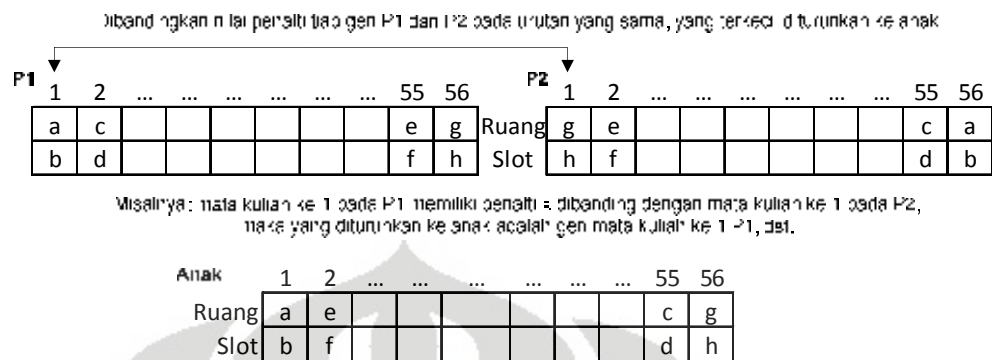 Dibandingkan nilai penalti tiap gen P1 dan P2 pada urutan yang sama, yang terkecil diturunkan ke anak
P1 P2
1 2 ... ... ... ... ... ... 55 56 1 2 ... ... ... ... ... ... 55 56
a c e g Ruang g e c a
b d f h Slot h f d b
Misalnya: mata kuliah ke 1 pada P1 memiliki penalti dibanding dengan mata kuliah ke 1 pada P2,
maka yang diturunkan ke anak adalah gen mata kuliah ke 1 P1, dst.
Anak 1 2 ... ... ... ... ... ... 55 56
Ruang a e c g
Slot b f d h